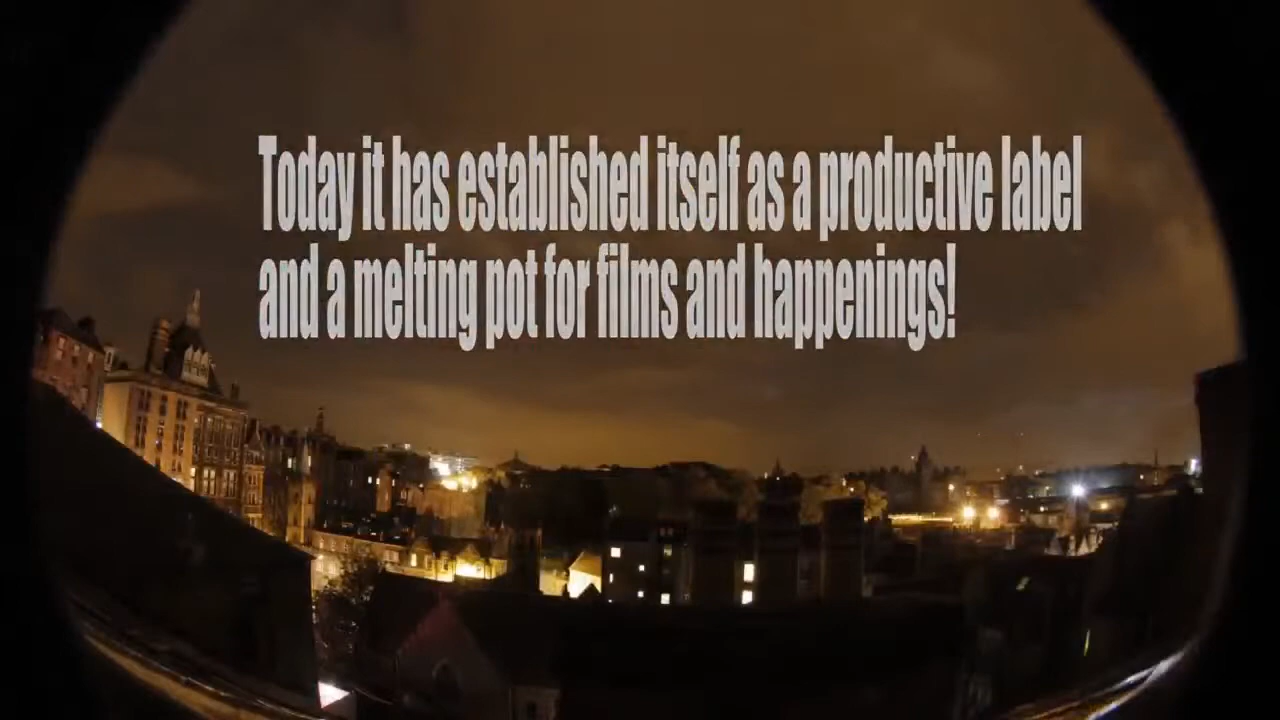 Today it has established itself as a productive label
and a melting pot for films and happenings!